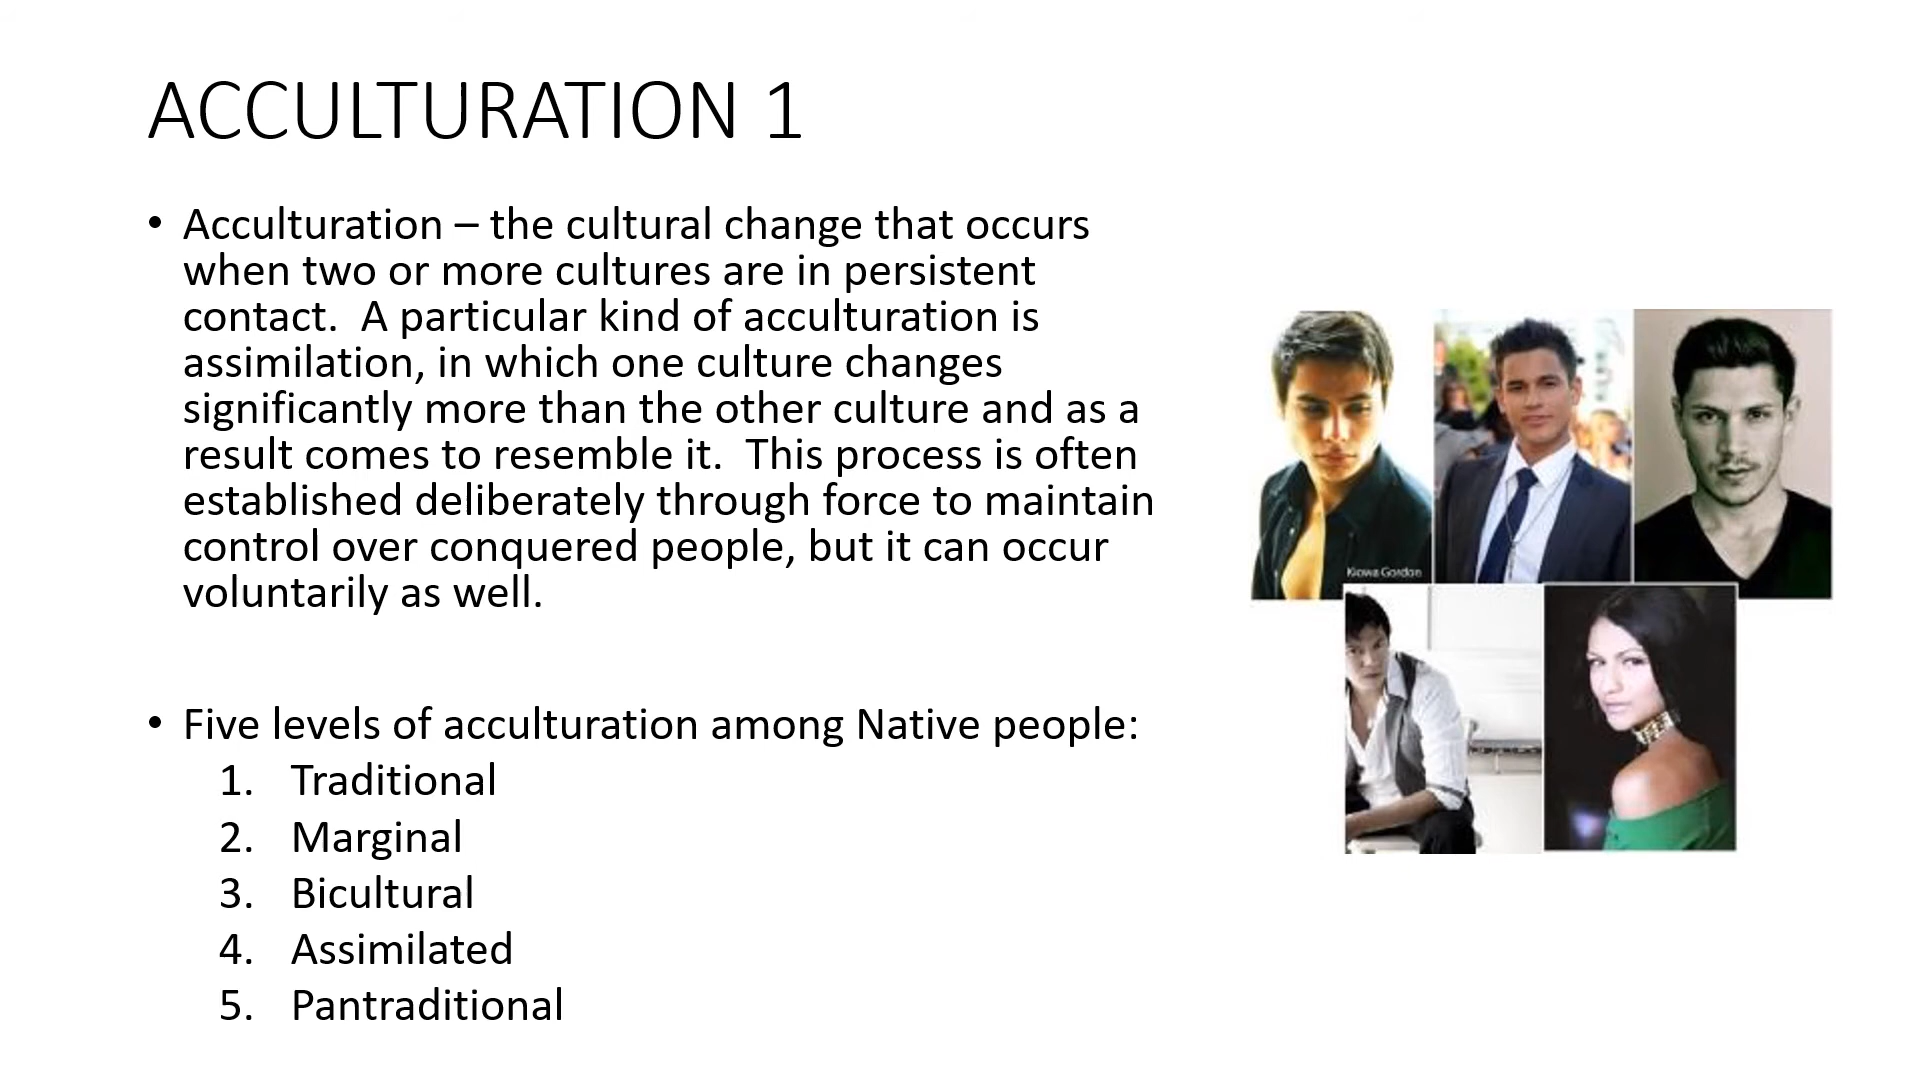 ACCULTURATION 1
• Acculturation – the cultural change that occurs
when two or more cultures are in persistent
contact.  A particular kind of acculturation is
assimilation, in which one culture changes
significantly more than the other culture and as a
result comes to resemble it.  This process is often
established deliberately through force to maintain
control over conquered people, but it can occur
voluntarily as well.
• Five levels of acculturation among Native people:
1. Traditional
2. Marginal
3. Bicultural
4. Assimilated
5. Pantraditional
Kiowa Gordon